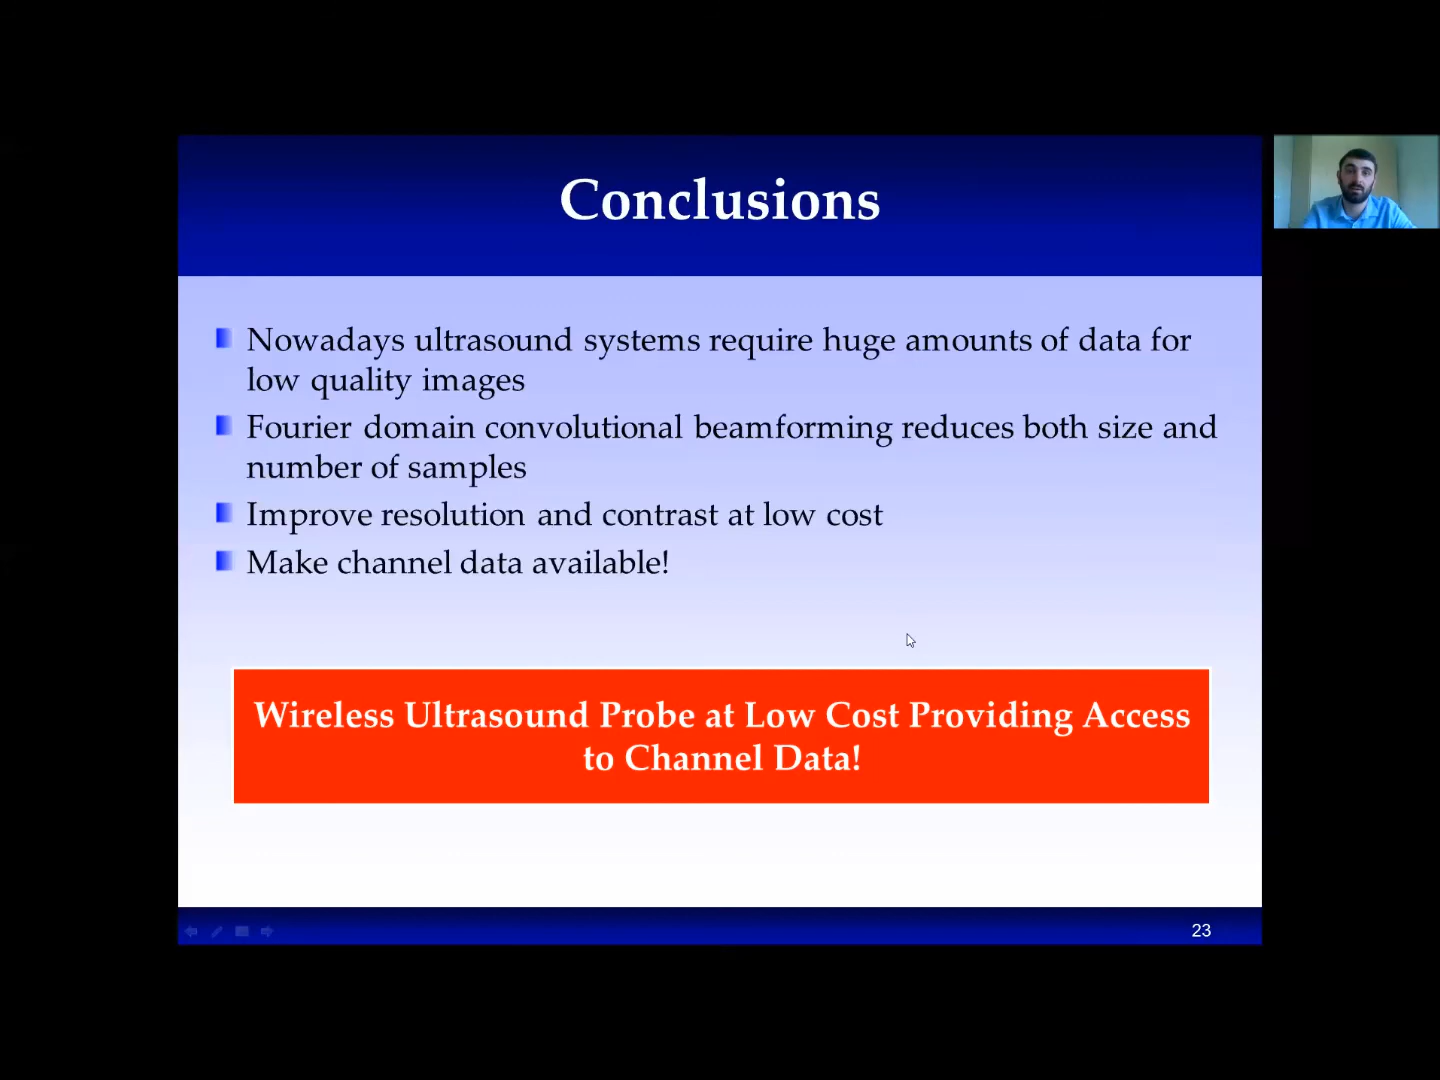 Conclusions
Nowadays ultrasound systems require huge amounts of data for
low quality images
Fourier domain convolutional beamforming reduces both size and
number of samples
Improve resolution and contrast at low cost
Make channel data available!
Wireless Ultrasound Probe at Low Cost Providing Access
to Channel Data!
23